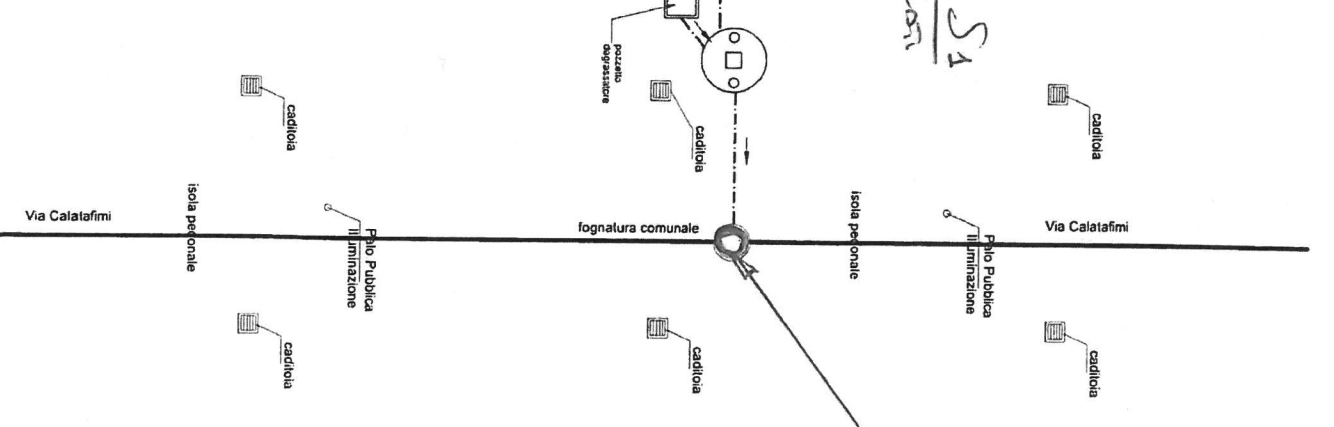 S1
pozzetto
degrassatore
caditoia
caditoia
caditoia
Via Calatafimi
isola pedonale
Palo Pubblica
Illuminazione
fognatura comunale
isola pedonale
Palo Pubblica
Illuminazione
Via Calatafimi
caditoia
caditoia
caditoia